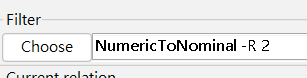 Filter
Choose NumericToNominal -R 2
Current relation